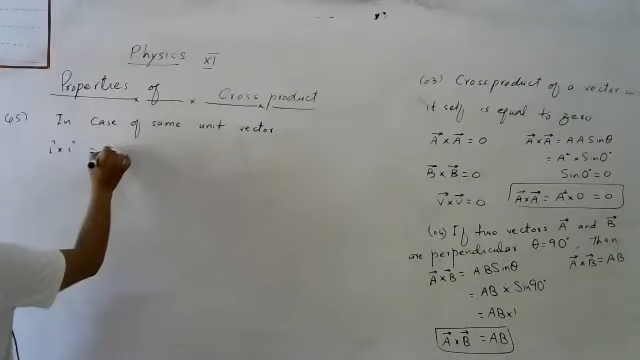 Physics XI
Properties of Cross product
(05) In case of same unit vector
î × î =
(03) Cross product of a vector
it self is equal to zero
A⃗ × A⃗ = 0
A⃗ × A⃗ = A A Sinθ
= A² × Sin0°
B⃗ × B⃗ = 0
Sin0° = 0
V⃗ × V⃗ = 0
A⃗ × A⃗ = A² × 0 = 0
(04) If two vectors A⃗ and B⃗
are perpendicular θ = 90°, Then
A⃗ × B⃗ = AB
A⃗ × B⃗ = AB Sinθ
= AB × Sin90°
= AB × 1
A⃗ × B⃗ = AB